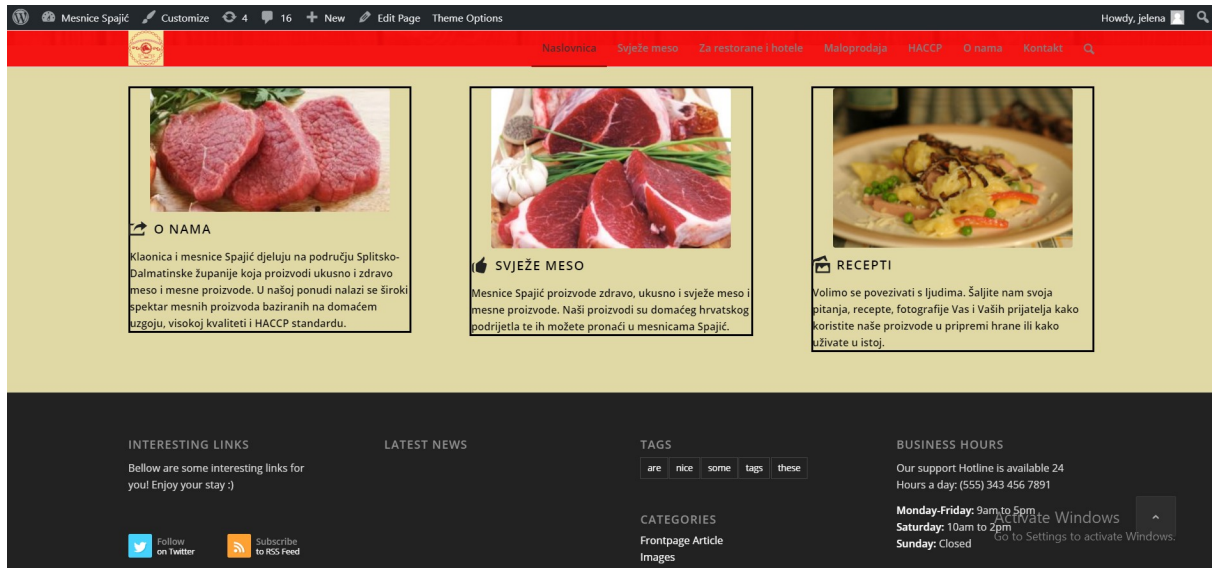 Mesnice Spajić Customize 4 16 New Edit Page Theme Options Howdy, jelena
Naslovnica Svježe meso Za restorane i hotele Maloprodaja HACCP O nama Kontakt
O NAMA
Klaonica i mesnice Spajić djeluju na području Splitsko-
Dalmatinske županije koja proizvodi ukusno i zdravo
meso i mesne proizvode. U našoj ponudi nalazi se široki
spektar mesnih proizvoda baziranih na domaćem
uzgoju, visokoj kvaliteti i HACCP standardu.
SVJEŽE MESO
Mesnice Spajić proizvode zdravo, ukusno i svježe meso i
mesne proizvode. Naši proizvodi su domaćeg hrvatskog
podrijetla te ih možete pronaći u mesnicama Spajić.
RECEPTI
Volimo se povezivati s ljudima. Šaljite nam svoja
pitanja, recepte, fotografije Vas i Vaših prijatelja kako
koristite naše proizvode u pripremi hrane ili kako
uživate u istoj.
INTERESTING LINKS
Bellow are some interesting links for
you! Enjoy your stay :)
Follow
on Twitter
Subscribe
to RSS Feed
LATEST NEWS
TAGS
are nice some tags these
CATEGORIES
Frontpage Article
Images
BUSINESS HOURS
Our support Hotline is available 24
Hours a day: (555) 343 456 7891
Monday-Friday: 9am to 5pm
Saturday: 10am to 2pm
Sunday: Closed
Activate Windows
Go to Settings to activate Windows.